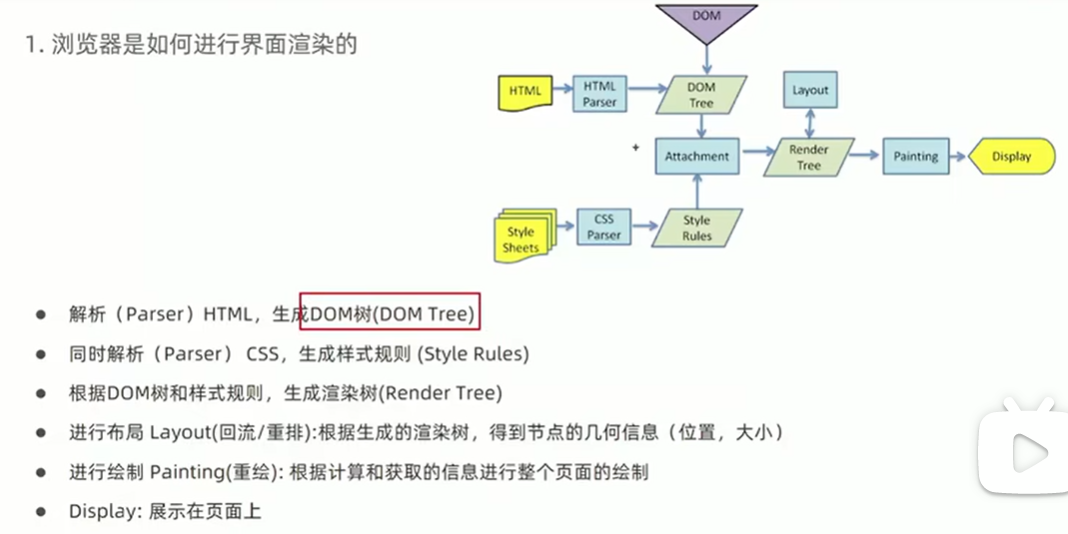 1. 浏览器是如何进行界面渲染的
DOM
HTML
HTML
Parser
DOM
Tree
Layout
+
Attachment
Render
Tree
Painting
Display
Style
Sheets
CSS
Parser
Style
Rules
解析（Parser）HTML，生成DOM树(DOM Tree)
同时解析（Parser） CSS，生成样式规则 (Style Rules)
根据DOM树和样式规则，生成渲染树(Render Tree)
进行布局 Layout(回流/重排):根据生成的渲染树，得到节点的几何信息（位置，大小）
进行绘制 Painting(重绘): 根据计算和获取的信息进行整个页面的绘制
Display: 展示在页面上